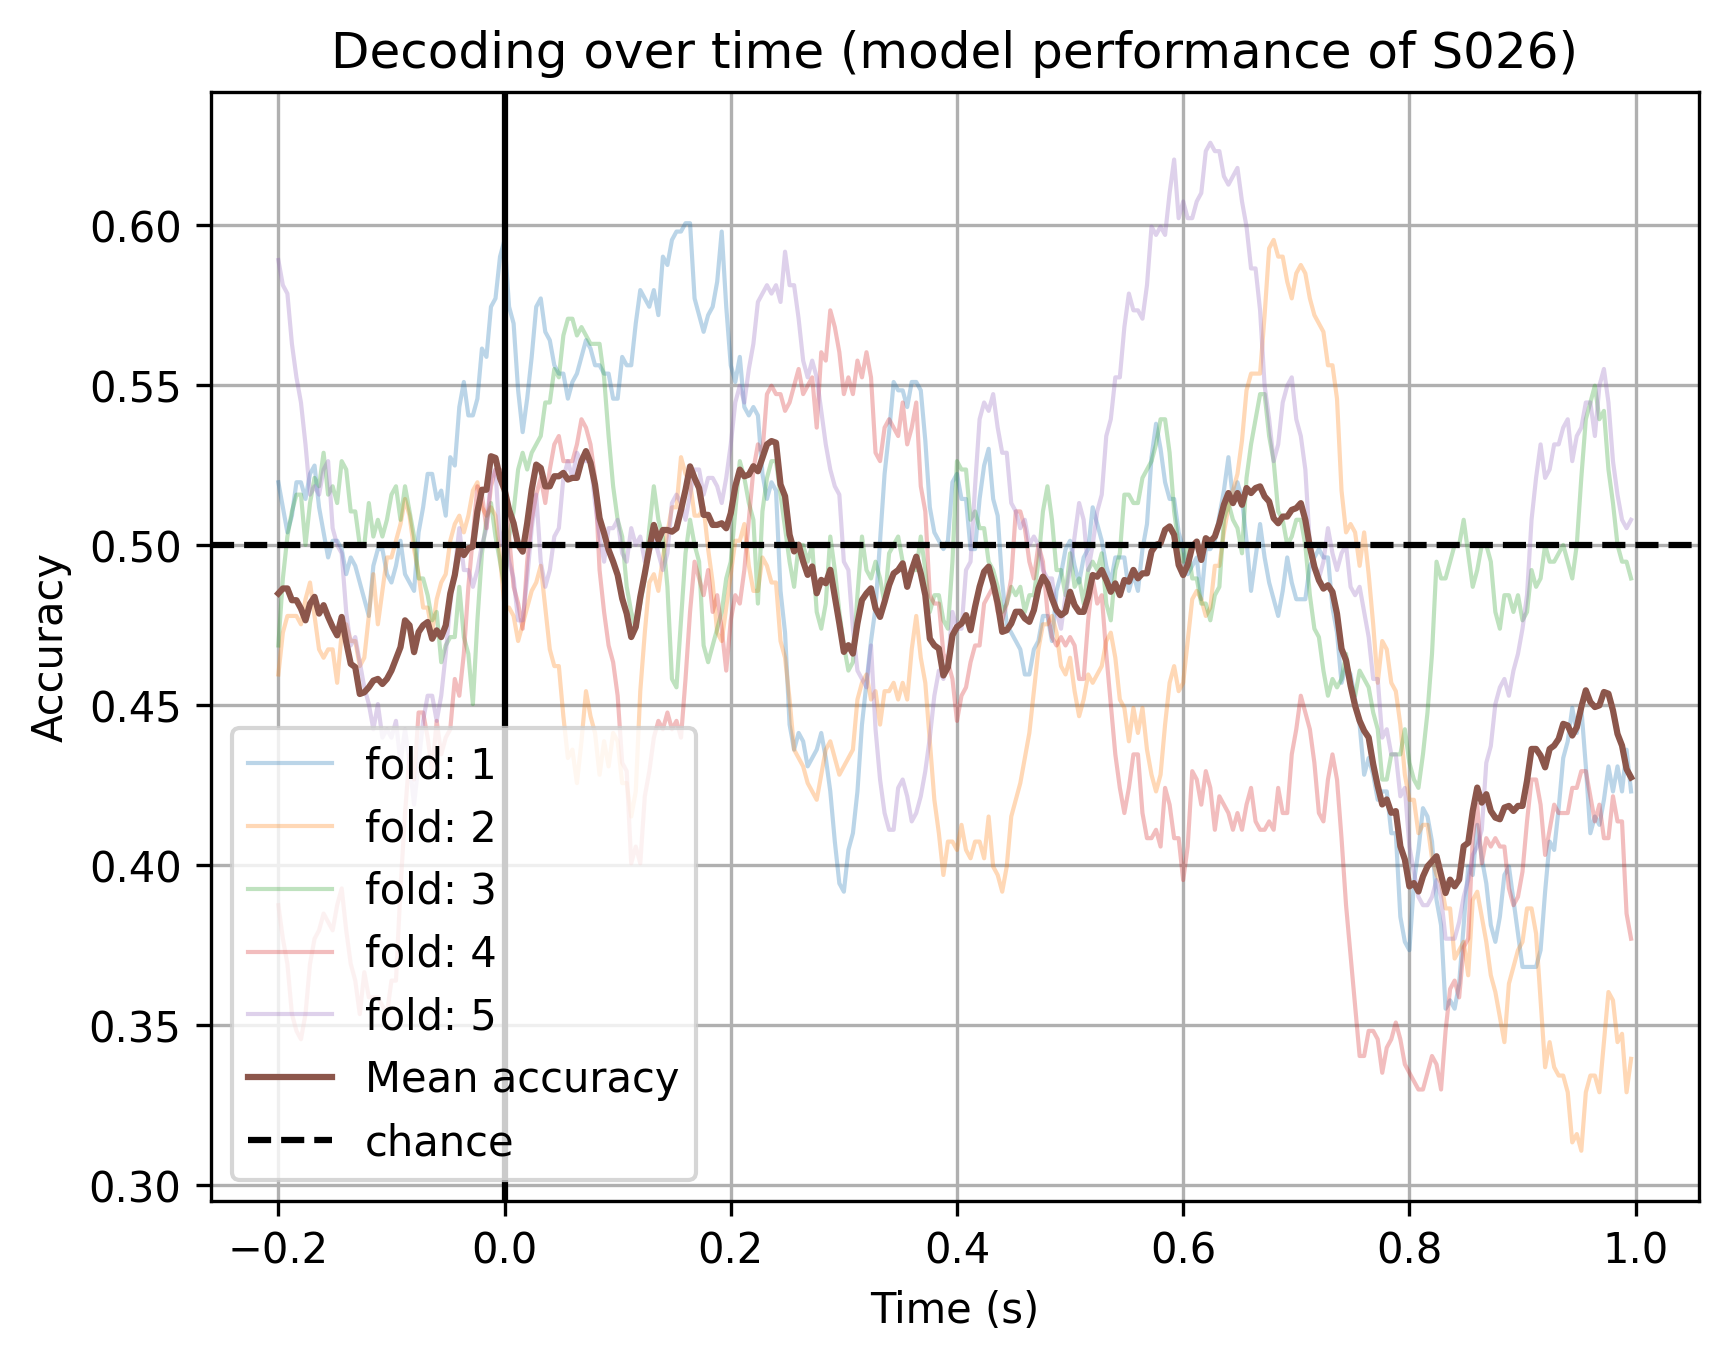 Decoding over time (model performance of S026)
Accuracy
0.60
0.55
0.50
0.45
0.40
0.35
0.30
fold: 1
fold: 2
fold: 3
fold: 4
fold: 5
Mean accuracy
chance
−0.2 0.0 0.2 0.4 0.6 0.8 1.0
Time (s)